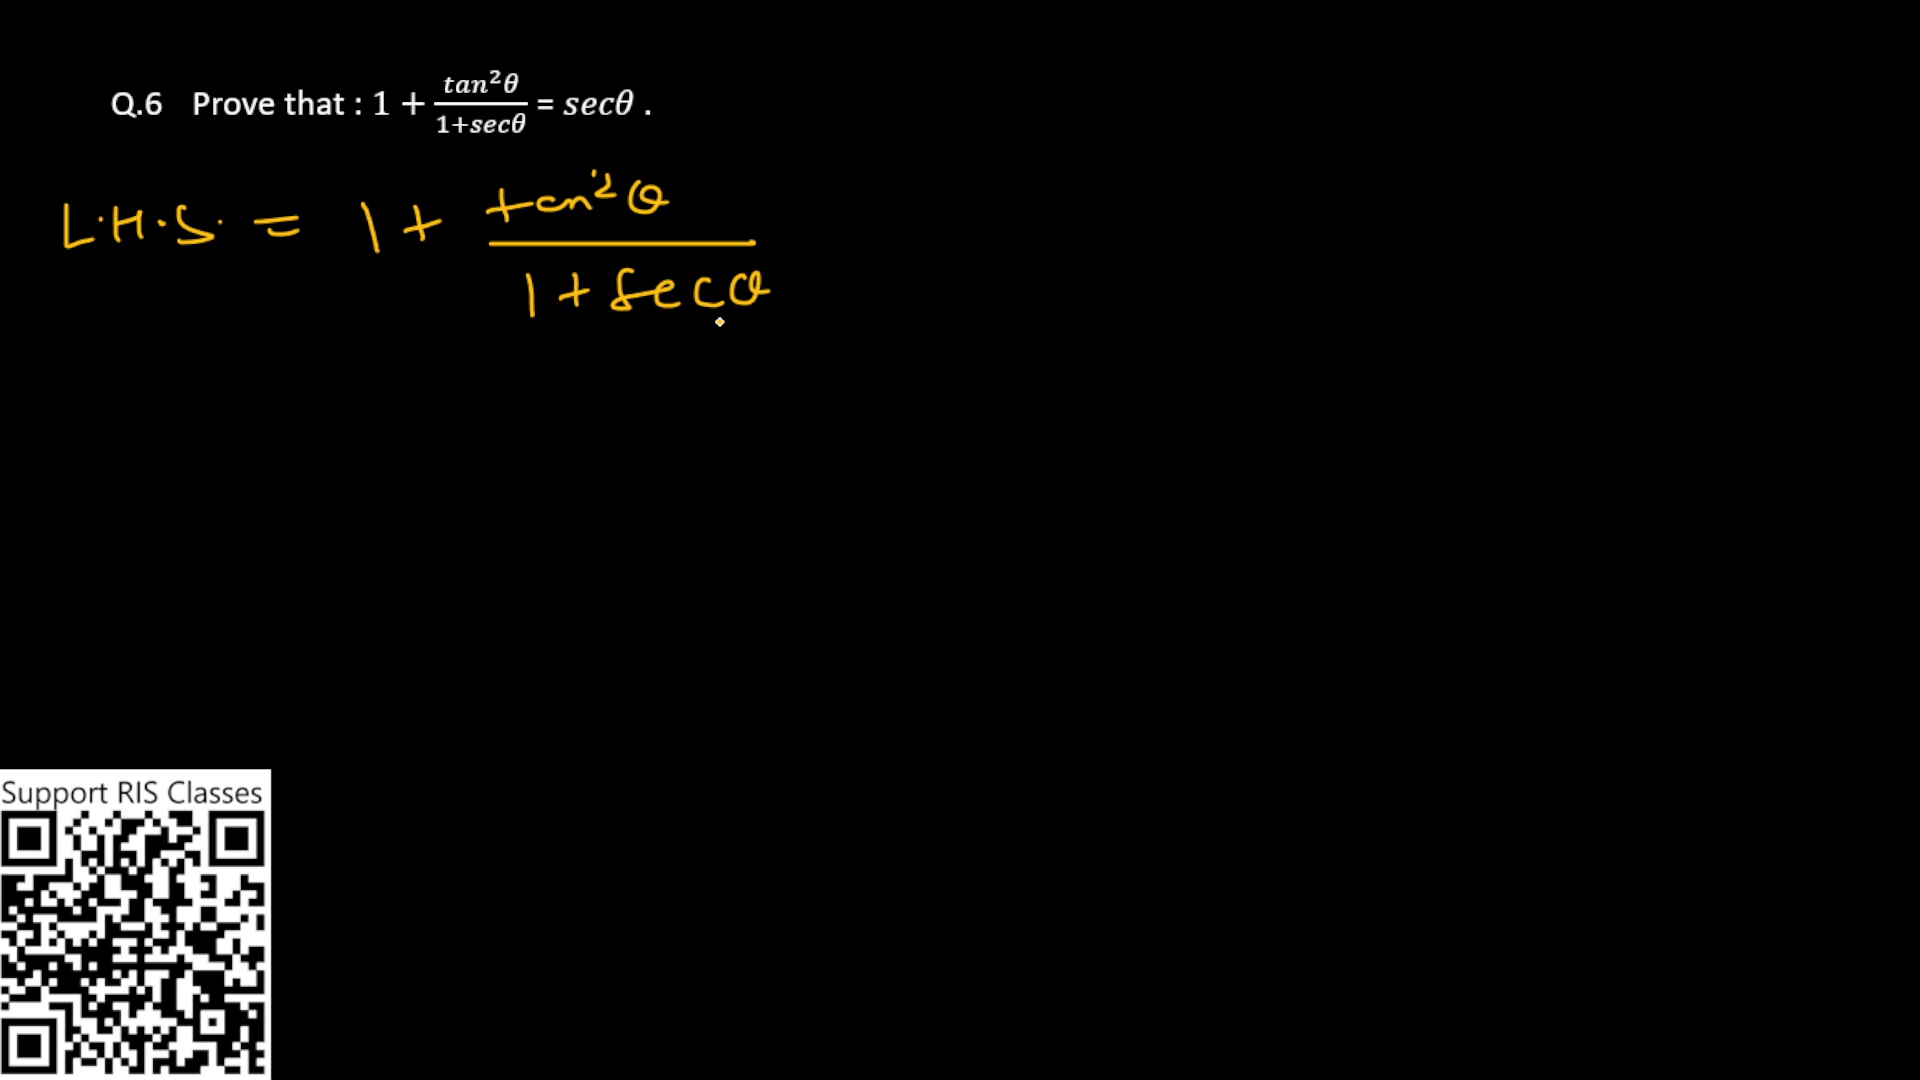 Q.6 Prove that : 1 + tan²θ / 1+secθ = secθ .
L.H.S. = 1 + tan²θ / 1 + secθ
Support RIS Classes